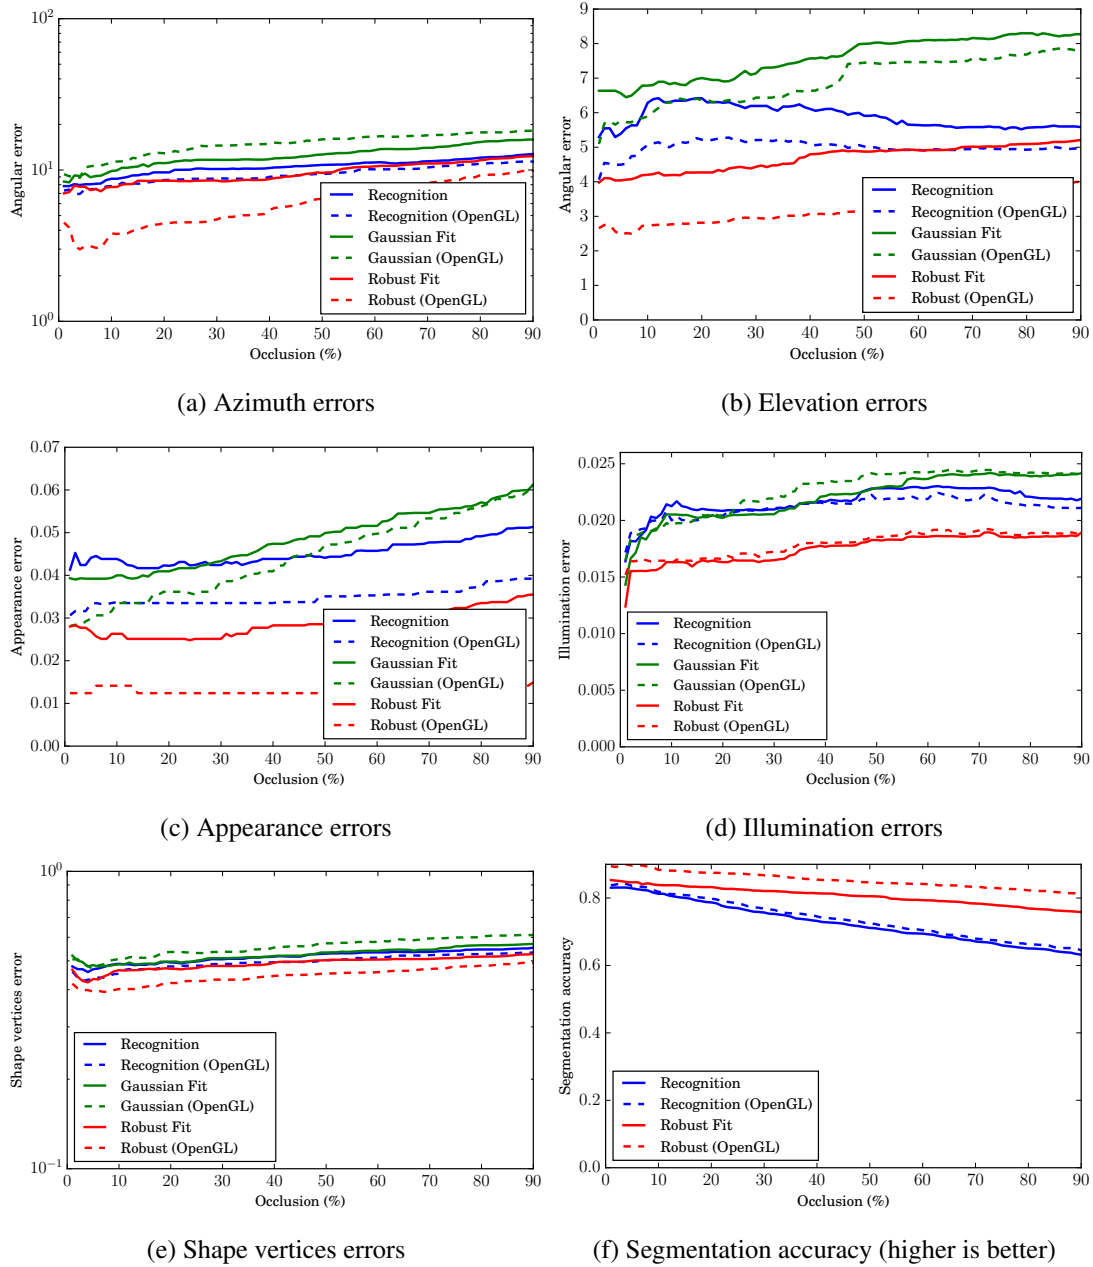 10²
10¹
10⁰
Angular error
0 10 20 30 40 50 60 70 80 90
Occlusion (%)
Recognition
Recognition (OpenGL)
Gaussian Fit
Gaussian (OpenGL)
Robust Fit
Robust (OpenGL)
(a) Azimuth errors
9
8
7
6
5
4
3
2
1
0
Angular error
0 10 20 30 40 50 60 70 80 90
Occlusion (%)
Recognition
Recognition (OpenGL)
Gaussian Fit
Gaussian (OpenGL)
Robust Fit
Robust (OpenGL)
(b) Elevation errors
0.07
0.06
0.05
0.04
0.03
0.02
0.01
0.00
Appearance error
0 10 20 30 40 50 60 70 80 90
Occlusion (%)
Recognition
Recognition (OpenGL)
Gaussian Fit
Gaussian (OpenGL)
Robust Fit
Robust (OpenGL)
(c) Appearance errors
0.025
0.020
0.015
0.010
0.005
0.000
Illumination error
0 10 20 30 40 50 60 70 80 90
Occlusion (%)
Recognition
Recognition (OpenGL)
Gaussian Fit
Gaussian (OpenGL)
Robust Fit
Robust (OpenGL)
(d) Illumination errors
10⁰
10⁻¹
Shape vertices error
0 10 20 30 40 50 60 70 80 90
Occlusion (%)
Recognition
Recognition (OpenGL)
Gaussian Fit
Gaussian (OpenGL)
Robust Fit
Robust (OpenGL)
(e) Shape vertices errors
0.8
0.6
0.4
0.2
0.0
Segmentation accuracy
0 10 20 30 40 50 60 70 80 90
Occlusion (%)
Recognition
Recognition (OpenGL)
Robust Fit
Robust (OpenGL)
(f) Segmentation accuracy (higher is better)